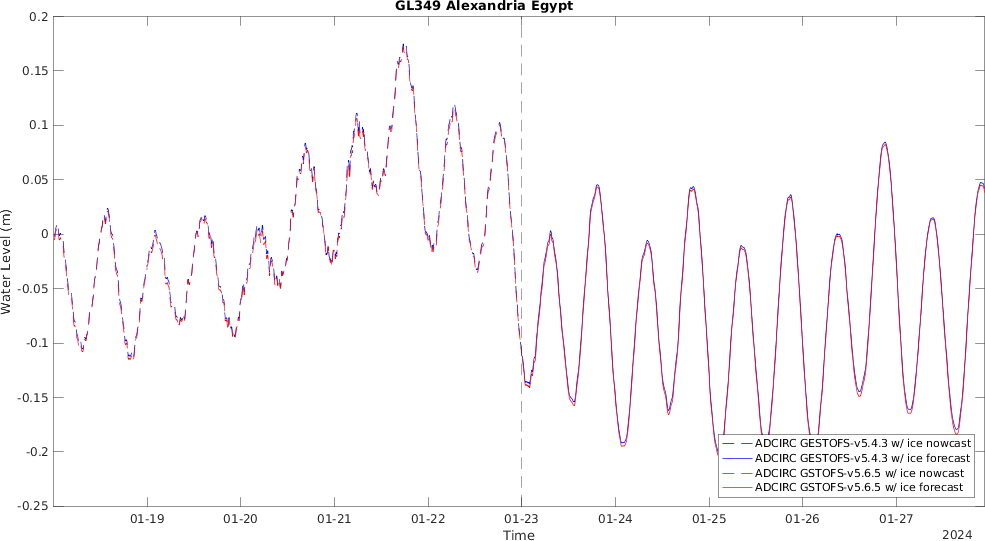 GL349 Alexandria Egypt
0.2
0.15
0.1
0.05
0
-0.05
-0.1
-0.15
-0.2
-0.25
Water Level (m)
ADCIRC GESTOFS-v5.4.3 w/ ice nowcast
ADCIRC GESTOFS-v5.4.3 w/ ice forecast
ADCIRC GSTOFS-v5.6.5 w/ ice nowcast
ADCIRC GSTOFS-v5.6.5 w/ ice forecast
01-19 01-20 01-21 01-22 01-23 01-24 01-25 01-26 01-27
Time
2024